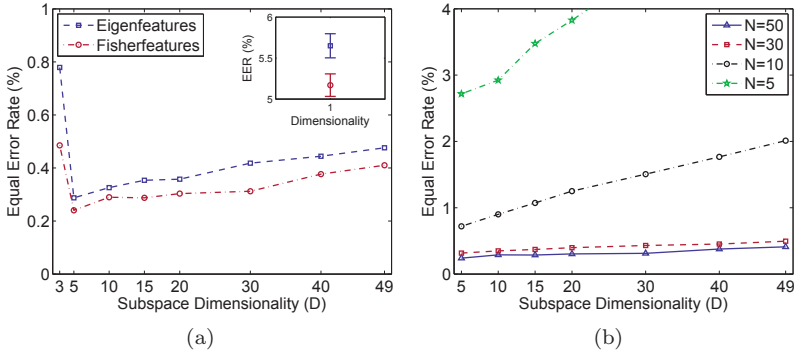 1
0.8
0.6
0.4
0.2
0
Equal Error Rate (%)
Eigenfeatures
Fisherfeatures
6
5
EER (%)
1
Dimensionality
3 5 10 15 20 30 40 49
Subspace Dimensionality (D)
(a)
4
3
2
1
0
Equal Error Rate (%)
N=50
N=30
N=10
N=5
5 10 15 20 30 40 49
Subspace Dimensionality (D)
(b)